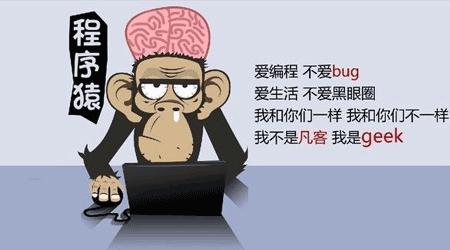 程序猿
爱编程 不爱bug
爱生活 不爱黑眼圈
我和你们一样 我和你们不一样
我不是凡客 我是geek